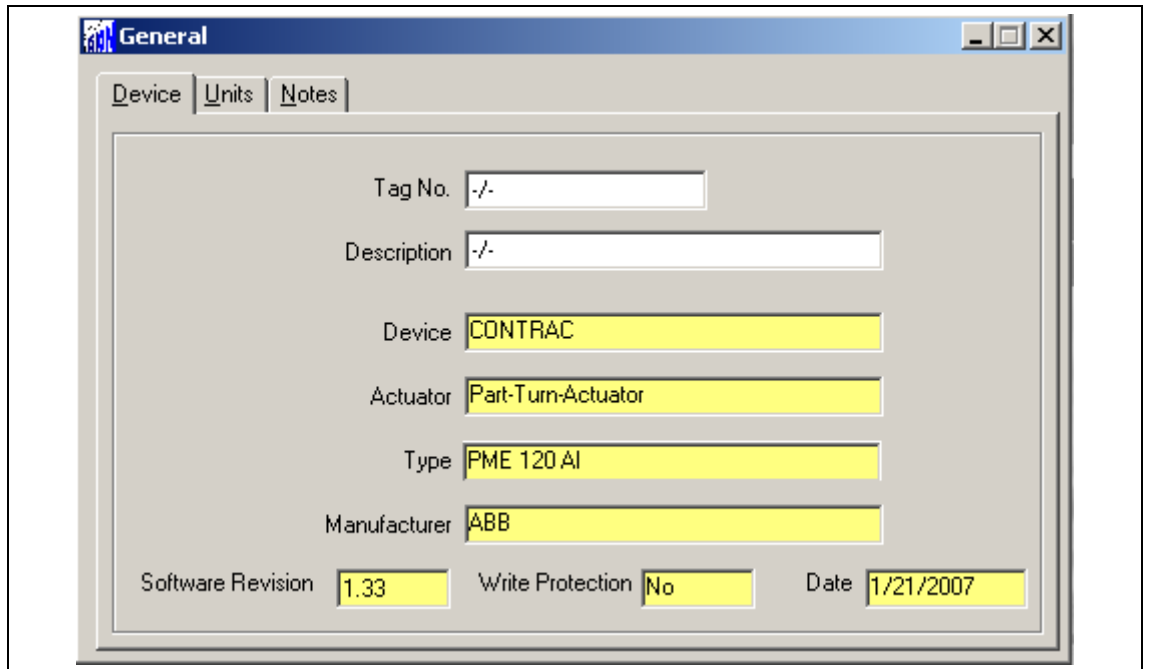 General
Device Units Notes
Tag No. -/-
Description -/-
Device CONTRAC
Actuator Part-Turn-Actuator
Type PME 120 AI
Manufacturer ABB
Software Revision 1.33 Write Protection No Date 1/21/2007